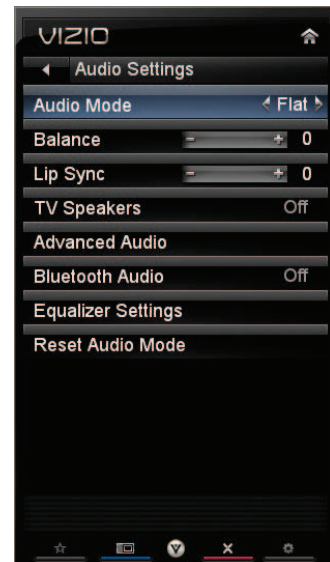 VIZIO
Audio Settings
Audio Mode Flat
Balance - + 0
Lip Sync - + 0
TV Speakers Off
Advanced Audio
Bluetooth Audio Off
Equalizer Settings
Reset Audio Mode